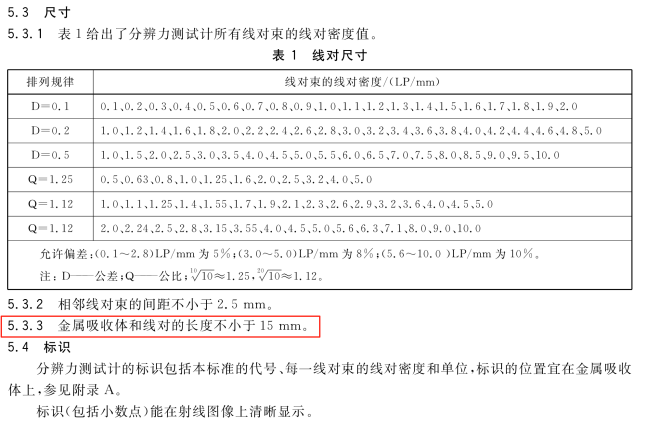 5.3 尺寸
5.3.1 表 1 给出了分辨力测试计所有线对束的线对密度值。
表 1 线对尺寸
排列规律 线对束的线对密度/(LP/mm)
D=0.1 0.1、0.2、0.3、0.4、0.5、0.6、0.7、0.8、0.9、1.0、1.1、1.2、1.3、1.4、1.5、1.6、1.7、1.8、1.9、2.0
D=0.2 1.0、1.2、1.4、1.6、1.8、2.0、2.2、2.4、2.6、2.8、3.0、3.2、3.4、3.6、3.8、4.0、4.2、4.4、4.6、4.8、5.0
D=0.5 1.0、1.5、2.0、2.5、3.0、3.5、4.0、4.5、5.0、5.5、6.0、6.5、7.0、7.5、8.0、8.5、9.0、9.5、10.0
Q=1.25 0.5、0.63、0.8、1.0、1.25、1.6、2.0、2.5、3.2、4.0、5.0
Q=1.12 1.0、1.1、1.25、1.4、1.55、1.7、1.9、2.1、2.3、2.6、2.9、3.2、3.6、4.0、4.5、5.0
Q=1.12 2.0、2.24、2.5、2.8、3.15、3.55、4.0、4.5、5.0、5.6、6.3、7.1、8.0、9.0、10.0
允许偏差:(0.1～2.8)LP/mm 为 5%;(3.0～5.0)LP/mm 为 8%;(5.6～10.0 )LP/mm 为 10%。
注: D——公差;Q——公比;¹⁰√10≈1.25,²⁰√10≈1.12。
5.3.2 相邻线对束的间距不小于 2.5 mm。
5.3.3 金属吸收体和线对的长度不小于 15 mm。
5.4 标识
分辨力测试计的标识包括本标准的代号、每一线对束的线对密度和单位,标识的位置宜在金属吸收
体上,参见附录 A。
标识(包括小数点)能在射线图像上清晰显示。